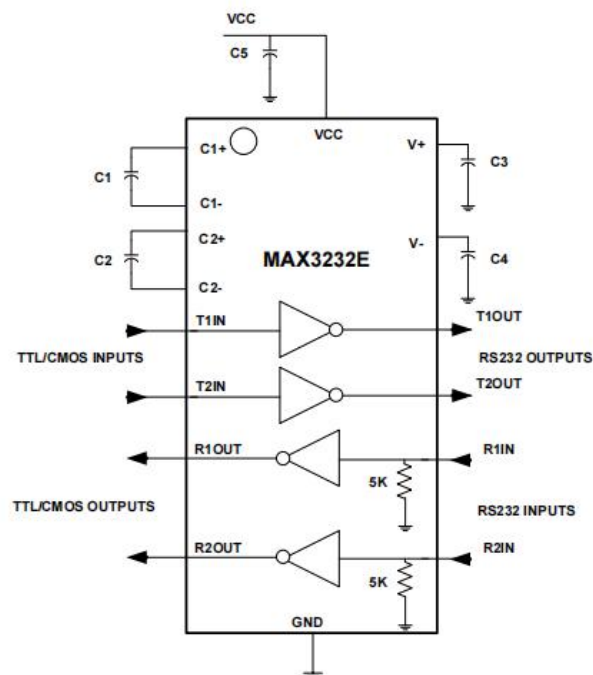 VCC
C5
VCC
C1+
V+
C1
C3
C1-
C2+
V-
C2
MAX3232E
C4
C2-
T1IN
T1OUT
TTL/CMOS INPUTS
RS232 OUTPUTS
T2IN
T2OUT
R1OUT
R1IN
5K
TTL/CMOS OUTPUTS
RS232 INPUTS
R2OUT
R2IN
5K
GND